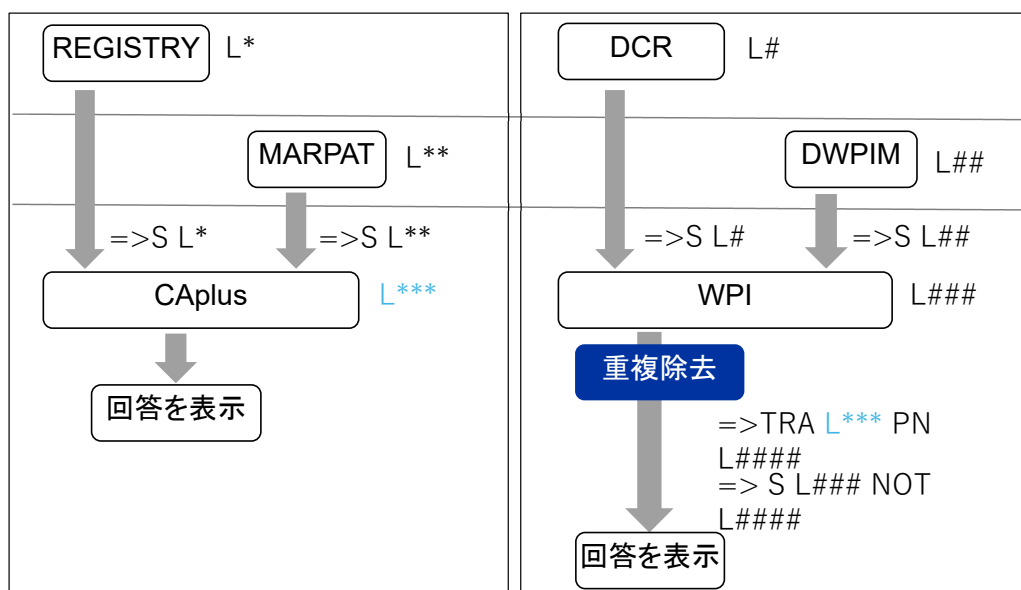 REGISTRY L*
MARPAT L**
=>S L* =>S L**
CAplus L***
回答を表示
DCR L#
DWPIM L##
=>S L# =>S L##
WPI L###
重複除去
=>TRA L*** PN
L####
=> S L### NOT
L####
回答を表示